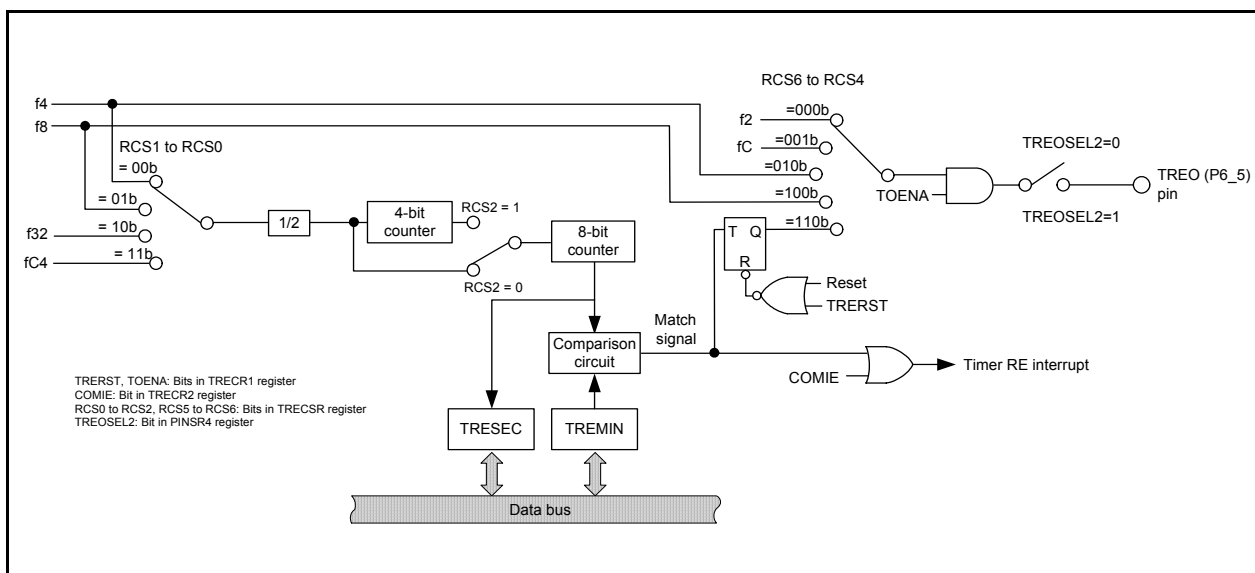 RCS6 to RCS4
f4
f8
f2
=000b
RCS1 to RCS0
fC
=001b
TREOSEL2=0
= 00b
=010b
TREO (P6_5)
pin
= 01b
=100b
TOENA
TREOSEL2=1
4-bit
counter
RCS2 = 1
1/2
f32
= 10b
8-bit
counter
T Q
=110b
fC4
= 11b
R
RCS2 = 0
Reset
TRERST
Match
signal
Comparison
circuit
Timer RE interrupt
COMIE
TRERST, TOENA: Bits in TRECR1 register
COMIE: Bit in TRECR2 register
RCS0 to RCS2, RCS5 to RCS6: Bits in TRECSR register
TREOSEL2: Bit in PINSR4 register
TRESEC
TREMIN
Data bus